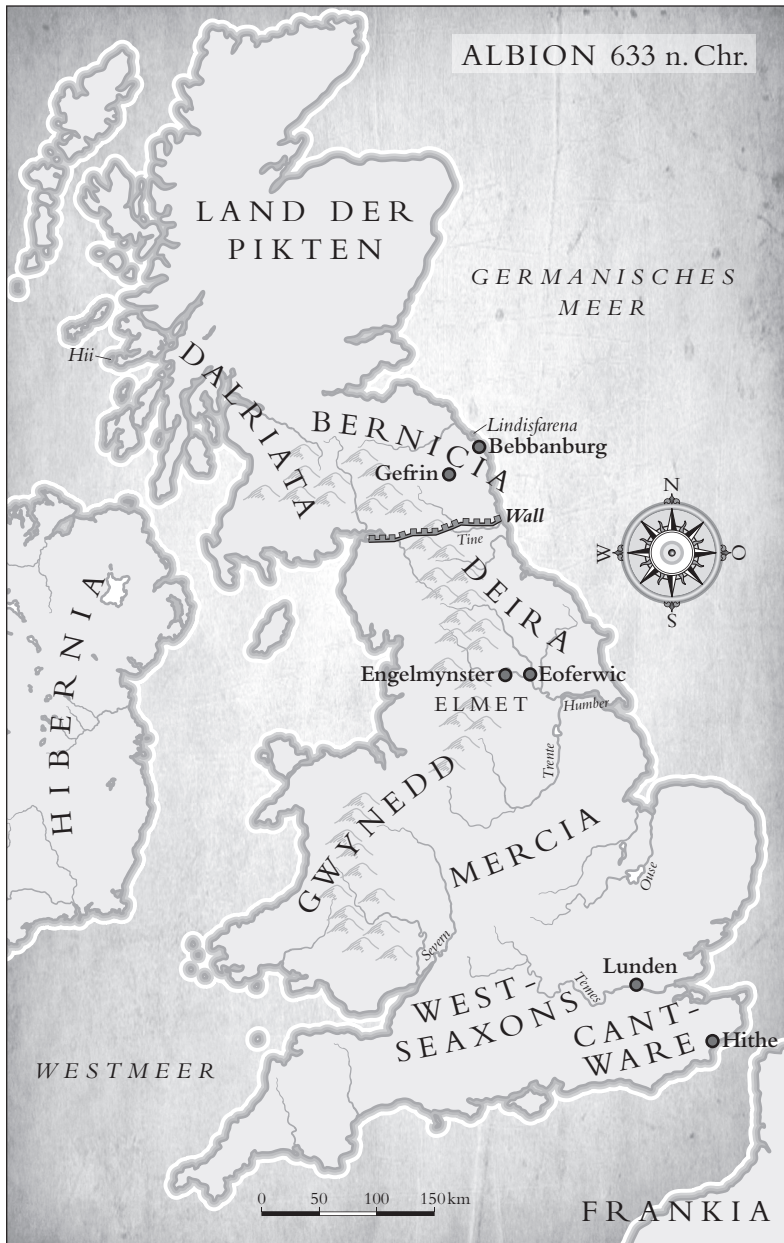 ALBION 633 n. Chr.
LAND DER
PIKTEN
GERMANISCHES
MEER
Hii
DALRIATA
BERNICIA
Lindisfarena
Bebbanburg
Gefrin
Wall
Tine
N
W
O
S
DEIRA
HIBERNIA
Engelmynster
Eoferwic
ELMET
Humber
Trente
GWYNEDD
MERCIA
Ouse
Severn
Lunden
Temes
WEST-
SEAXONS
CANT-
WARE
Hithe
WESTMEER
0 50 100 150 km
FRANKIA